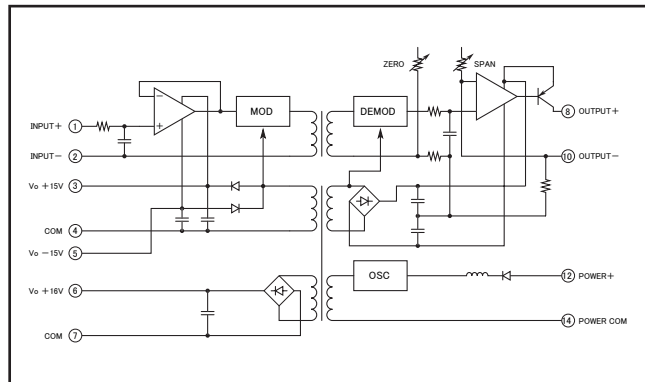 ZERO
SPAN
MOD
DEMOD
INPUT+ 1
8 OUTPUT+
INPUT− 2
10 OUTPUT−
Vo +15V 3
COM 4
Vo −15V 5
OSC
Vo +16V 6
12 POWER+
COM 7
14 POWER COM
− 
+